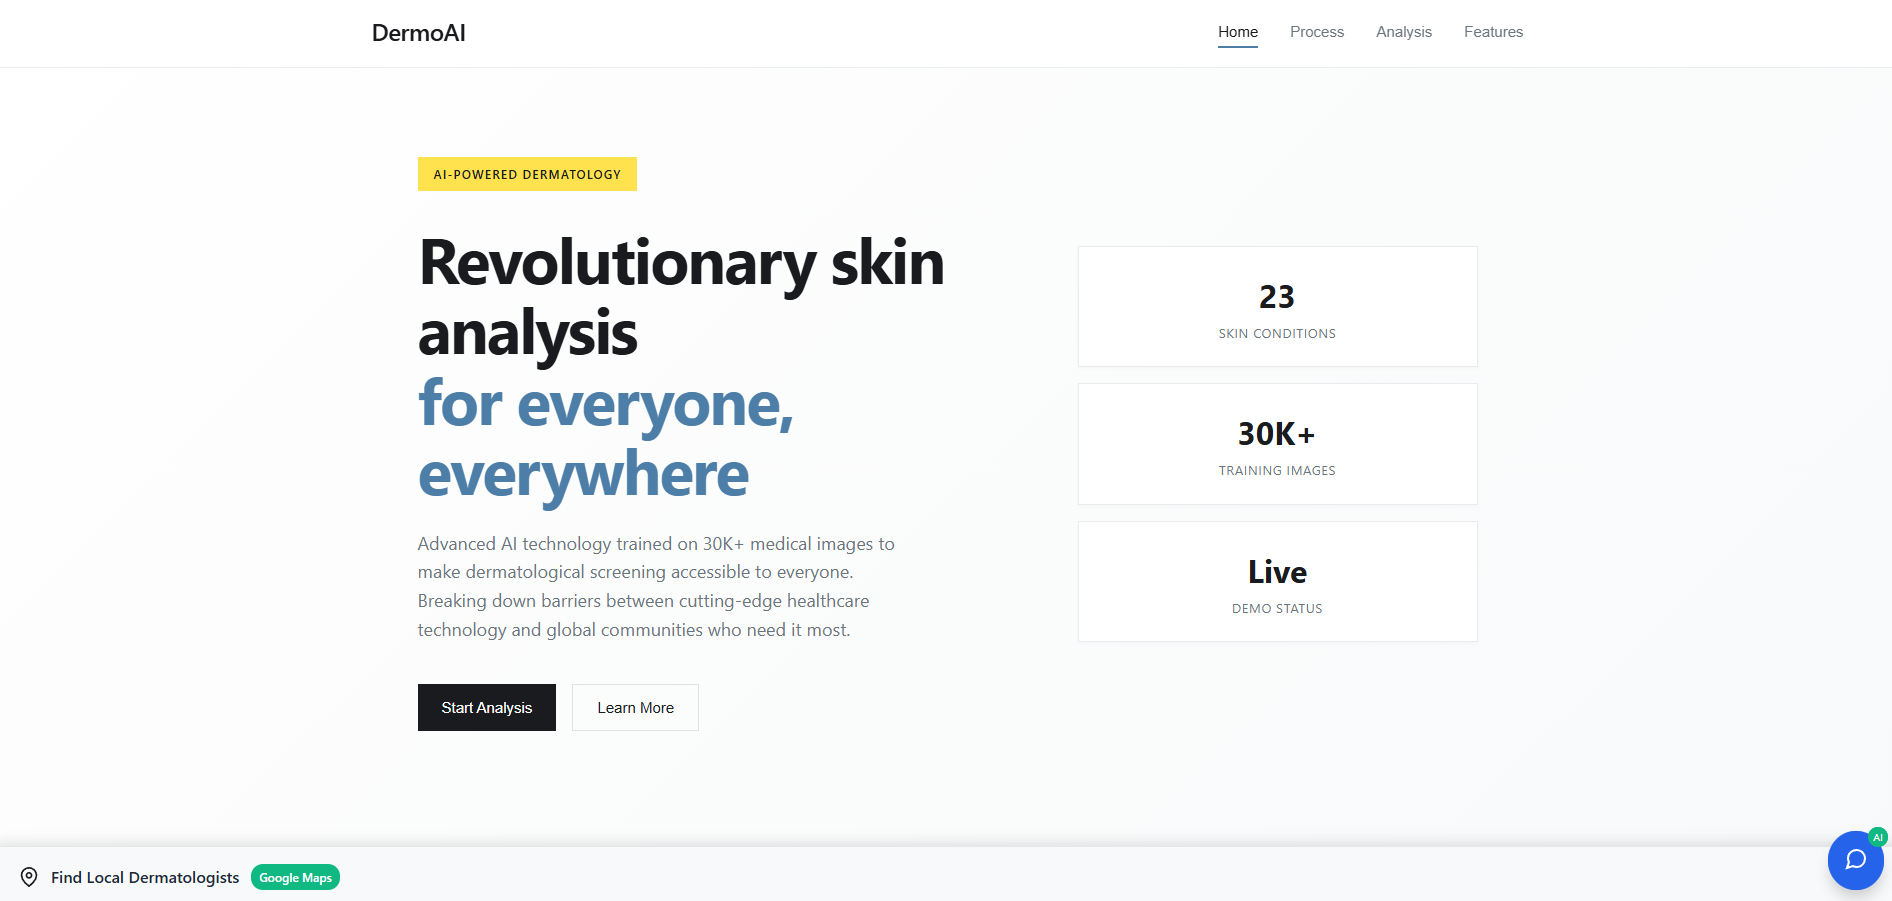 DermoAI
Home
Process
Analysis
Features
AI-POWERED DERMATOLOGY
Revolutionary skin
analysis
for everyone,
everywhere
Advanced AI technology trained on 30K+ medical images to
make dermatological screening accessible to everyone.
Breaking down barriers between cutting-edge healthcare
technology and global communities who need it most.
Start Analysis
Learn More
23
SKIN CONDITIONS
30K+
TRAINING IMAGES
Live
DEMO STATUS
Find Local Dermatologists
Google Maps
AI